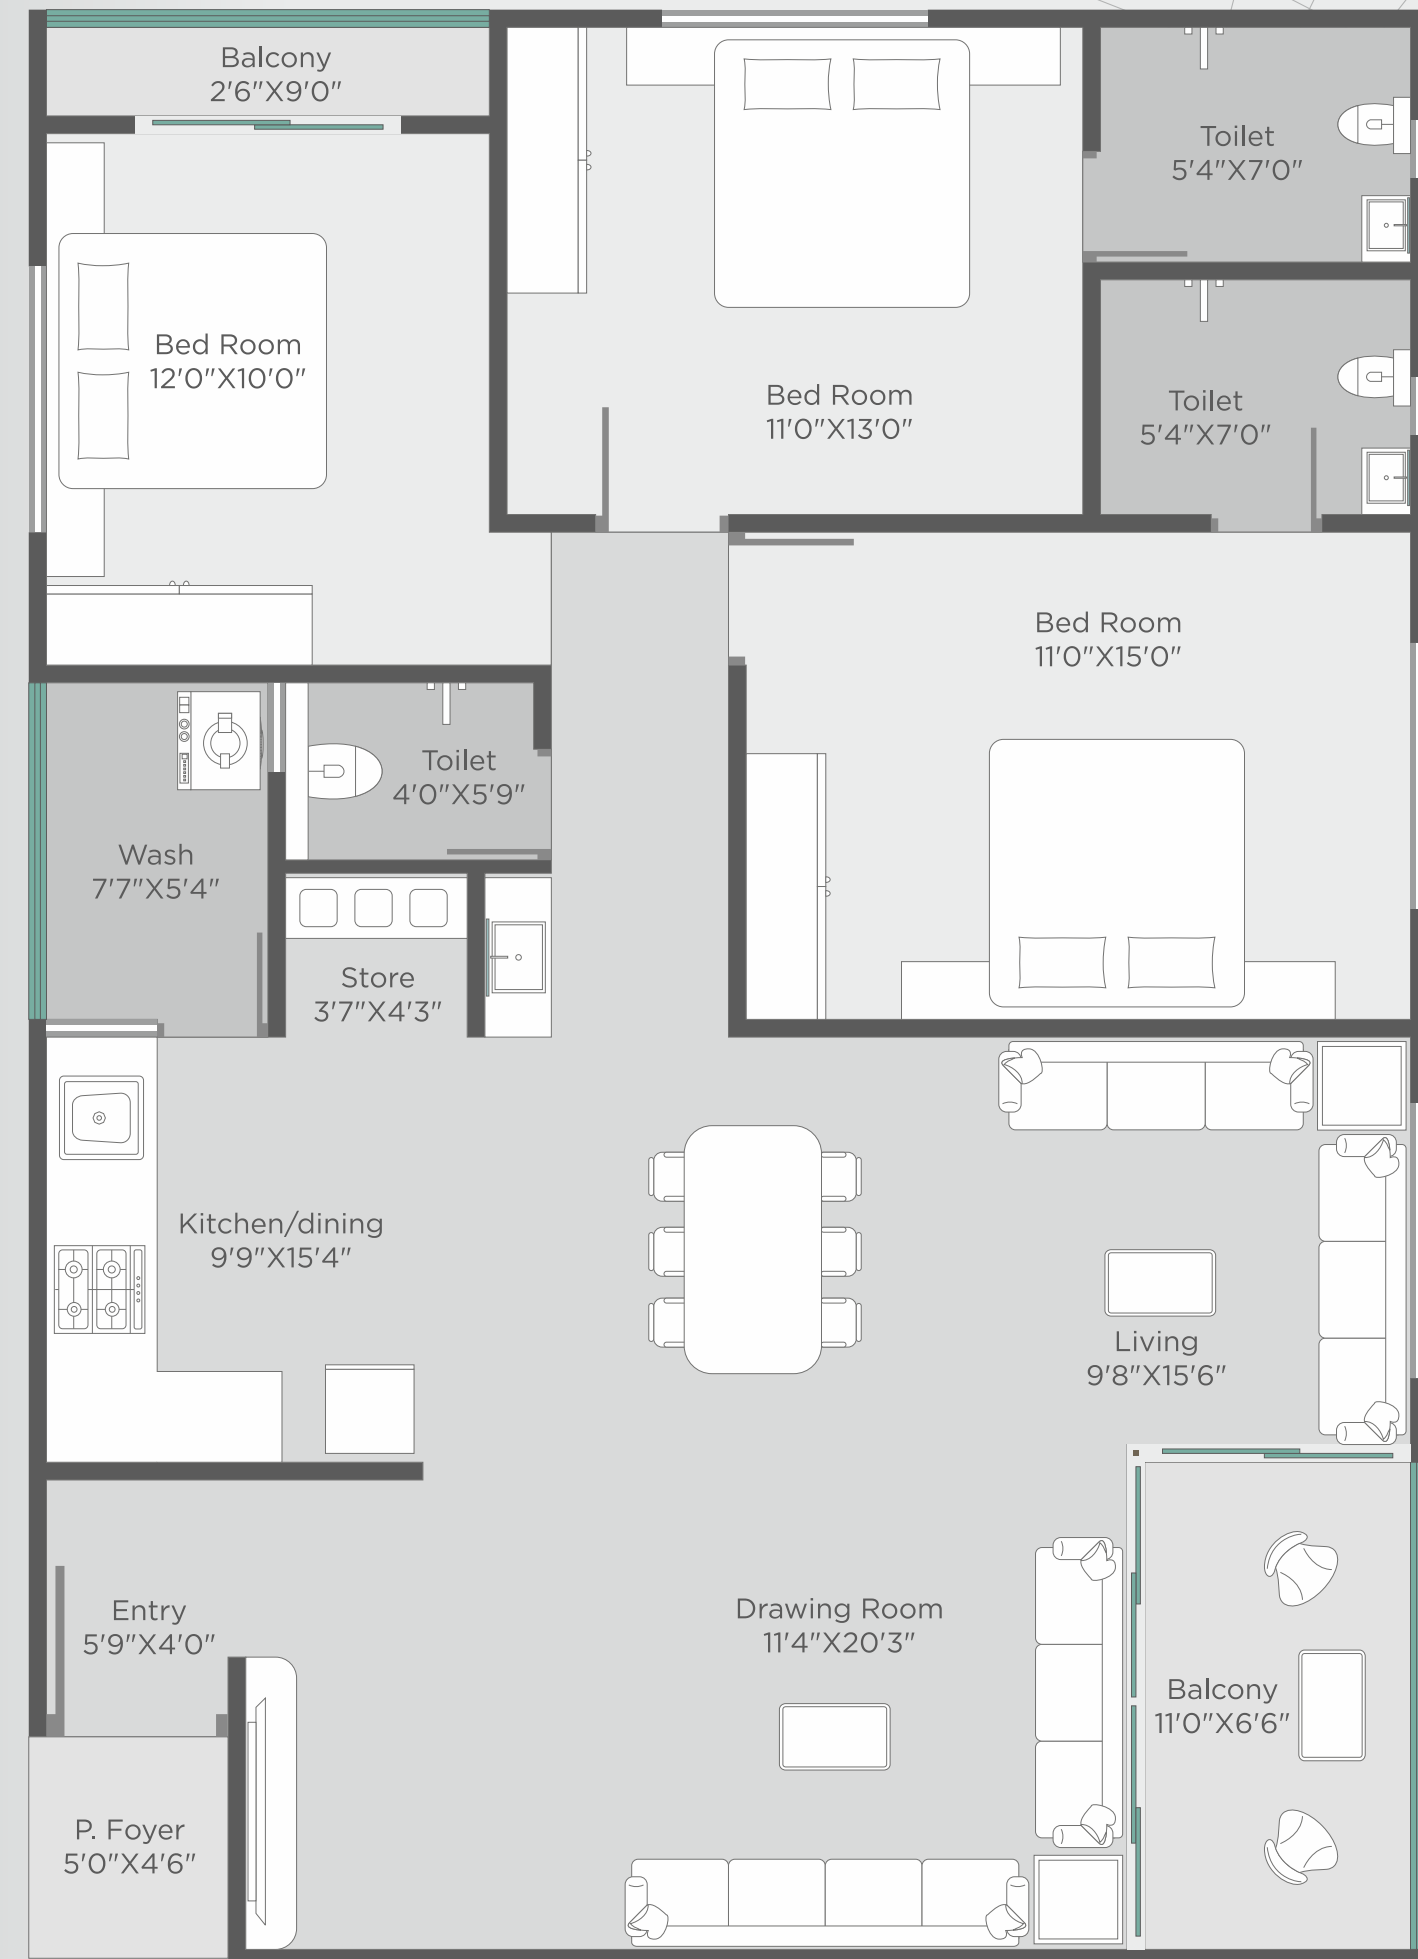 Balcony
2'6"X9'0"
Toilet
5'4"X7'0"
Bed Room
12'0"X10'0"
Bed Room
11'0"X13'0"
Toilet
5'4"X7'0"
Bed Room
11'0"X15'0"
Toilet
4'0"X5'9"
Wash
7'7"X5'4"
Store
3'7"X4'3"
Kitchen/dining
9'9"X15'4"
Living
9'8"X15'6"
Entry
5'9"X4'0"
Drawing Room
11'4"X20'3"
Balcony
11'0"X6'6"
P. Foyer
5'0"X4'6"